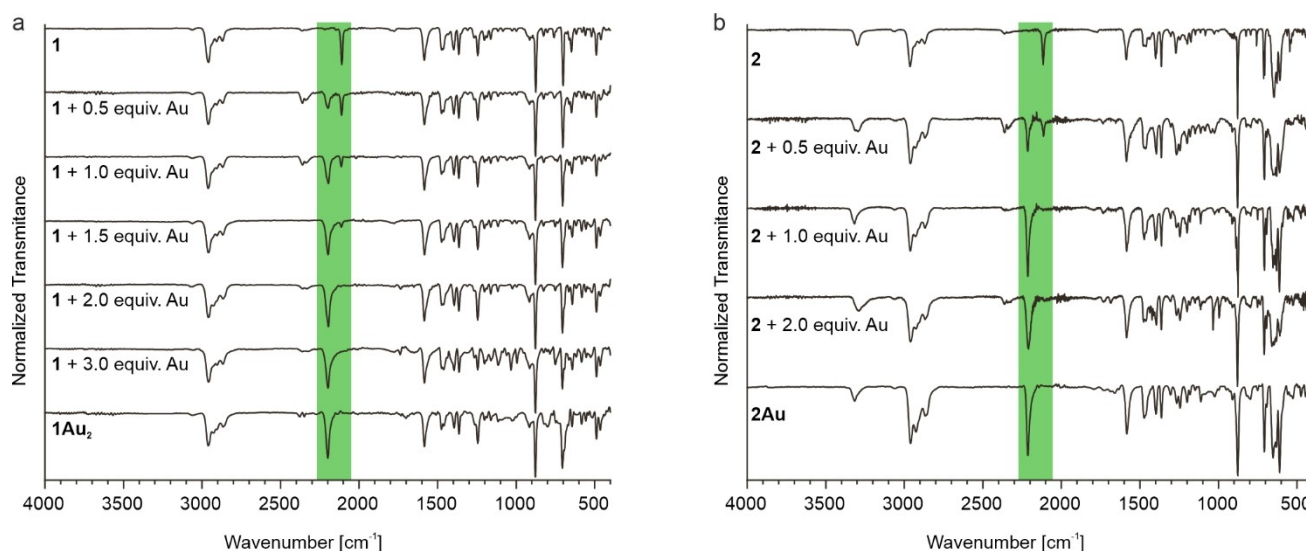 a
Normalized Transmitance
1
1 + 0.5 equiv. Au
1 + 1.0 equiv. Au
1 + 1.5 equiv. Au
1 + 2.0 equiv. Au
1 + 3.0 equiv. Au
1Au₂
4000 3500 3000 2500 2000 1500 1000 500
Wavenumber [cm⁻¹]
b
Normalized Transmitance
2
2 + 0.5 equiv. Au
2 + 1.0 equiv. Au
2 + 2.0 equiv. Au
2Au
4000 3500 3000 2500 2000 1500 1000 500
Wavenumber [cm⁻¹]